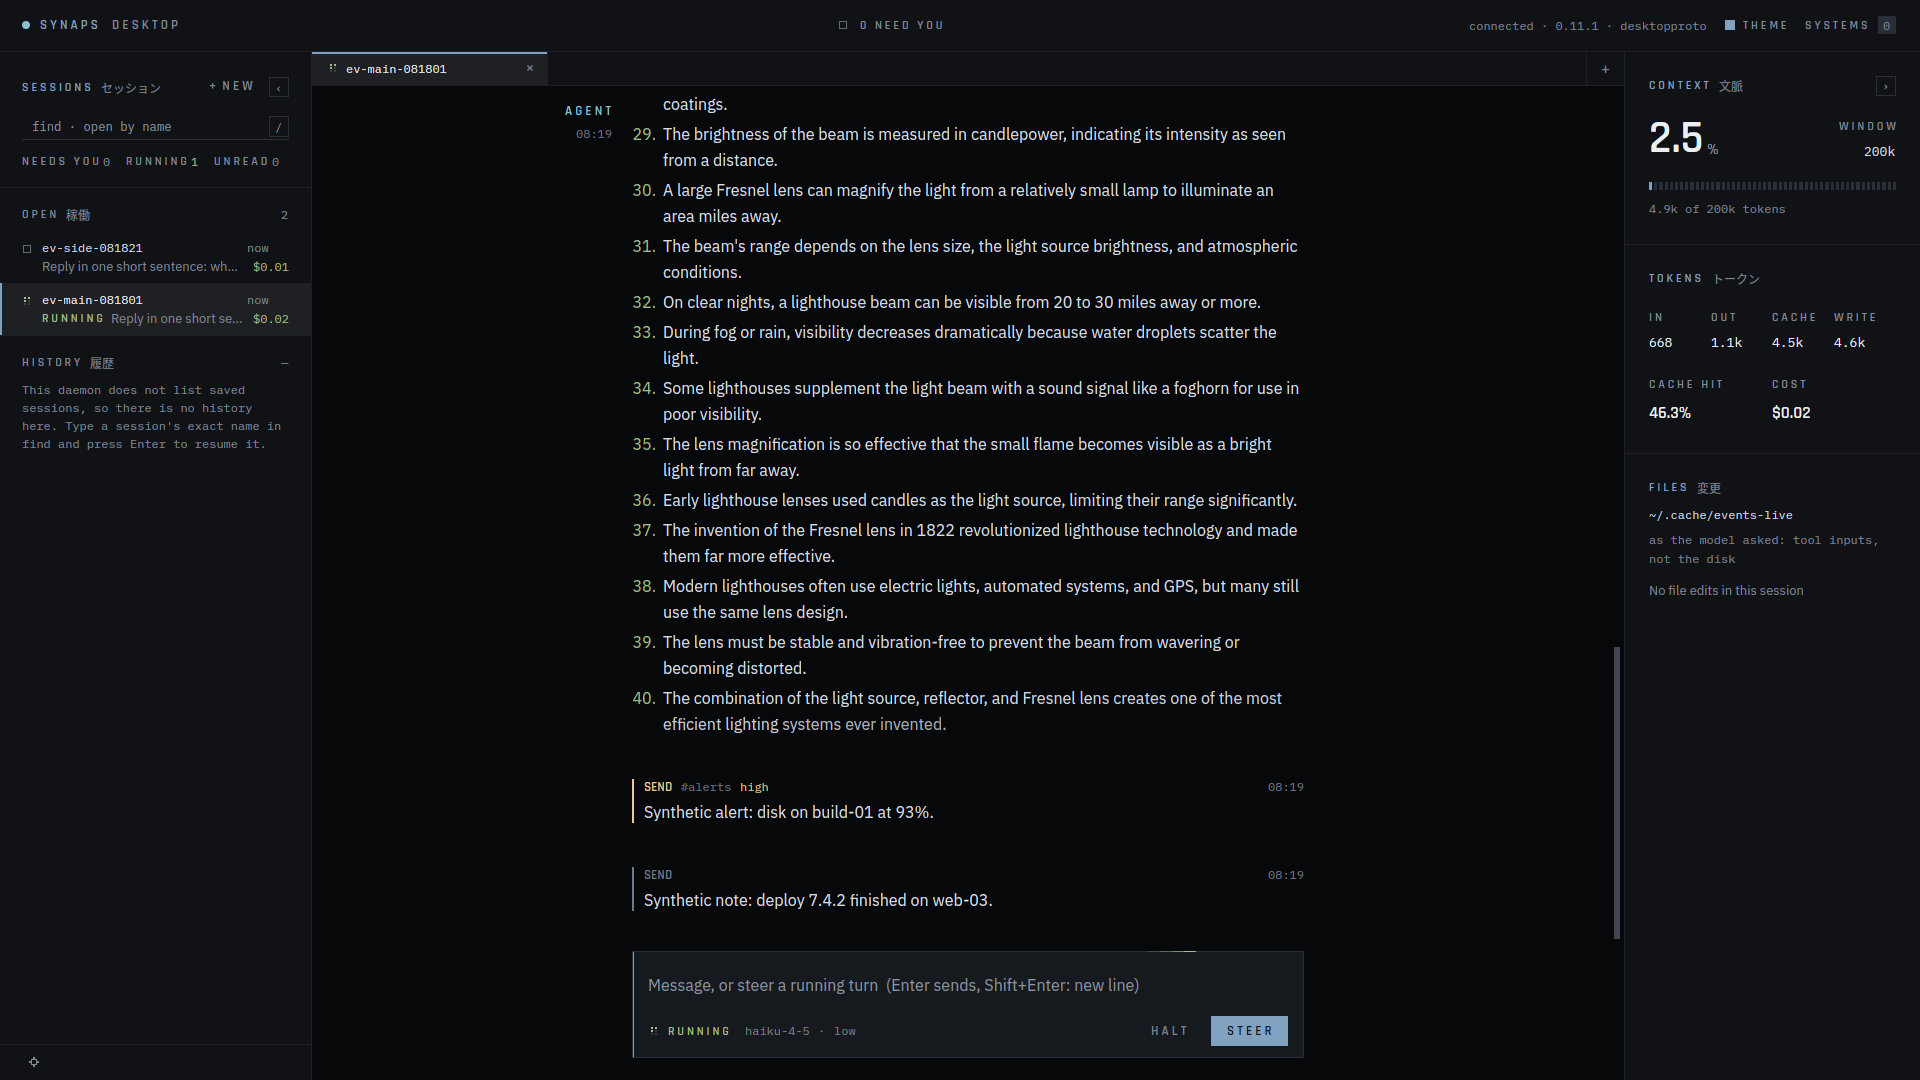 SYNAPS DESKTOP
0 NEED YOU
connected · 0.11.1 · desktopproto
THEME
SYSTEMS 0
SESSIONS セッション
+ NEW
‹
find · open by name
/
NEEDS YOU 0 RUNNING 1 UNREAD 0
OPEN 稼働
2
ev-side-081821
now
Reply in one short sentence: wh...
$0.01
ev-main-081801
now
RUNNING Reply in one short se...
$0.02
HISTORY 履歴
—
This daemon does not list saved
sessions, so there is no history
here. Type a session's exact name in
find and press Enter to resume it.
ev-main-081801
×
+
AGENT
08:19
coatings.
29. The brightness of the beam is measured in candlepower, indicating its intensity as seen
from a distance.
30. A large Fresnel lens can magnify the light from a relatively small lamp to illuminate an
area miles away.
31. The beam's range depends on the lens size, the light source brightness, and atmospheric
conditions.
32. On clear nights, a lighthouse beam can be visible from 20 to 30 miles away or more.
33. During fog or rain, visibility decreases dramatically because water droplets scatter the
light.
34. Some lighthouses supplement the light beam with a sound signal like a foghorn for use in
poor visibility.
35. The lens magnification is so effective that the small flame becomes visible as a bright
light from far away.
36. Early lighthouse lenses used candles as the light source, limiting their range significantly.
37. The invention of the Fresnel lens in 1822 revolutionized lighthouse technology and made
them far more effective.
38. Modern lighthouses often use electric lights, automated systems, and GPS, but many still
use the same lens design.
39. The lens must be stable and vibration-free to prevent the beam from wavering or
becoming distorted.
40. The combination of the light source, reflector, and Fresnel lens creates one of the most
efficient lighting systems ever invented.
SEND #alerts high
08:19
Synthetic alert: disk on build-01 at 93%.
SEND
08:19
Synthetic note: deploy 7.4.2 finished on web-03.
Message, or steer a running turn (Enter sends, Shift+Enter: new line)
RUNNING haiku-4-5 · low
HALT
STEER
CONTEXT 文脈
›
2.5 %
WINDOW
200k
4.9k of 200k tokens
TOKENS トークン
IN OUT CACHE WRITE
668 1.1k 4.5k 4.6k
CACHE HIT COST
46.3% $0.02
FILES 変更
~/.cache/events-live
as the model asked: tool inputs,
not the disk
No file edits in this session